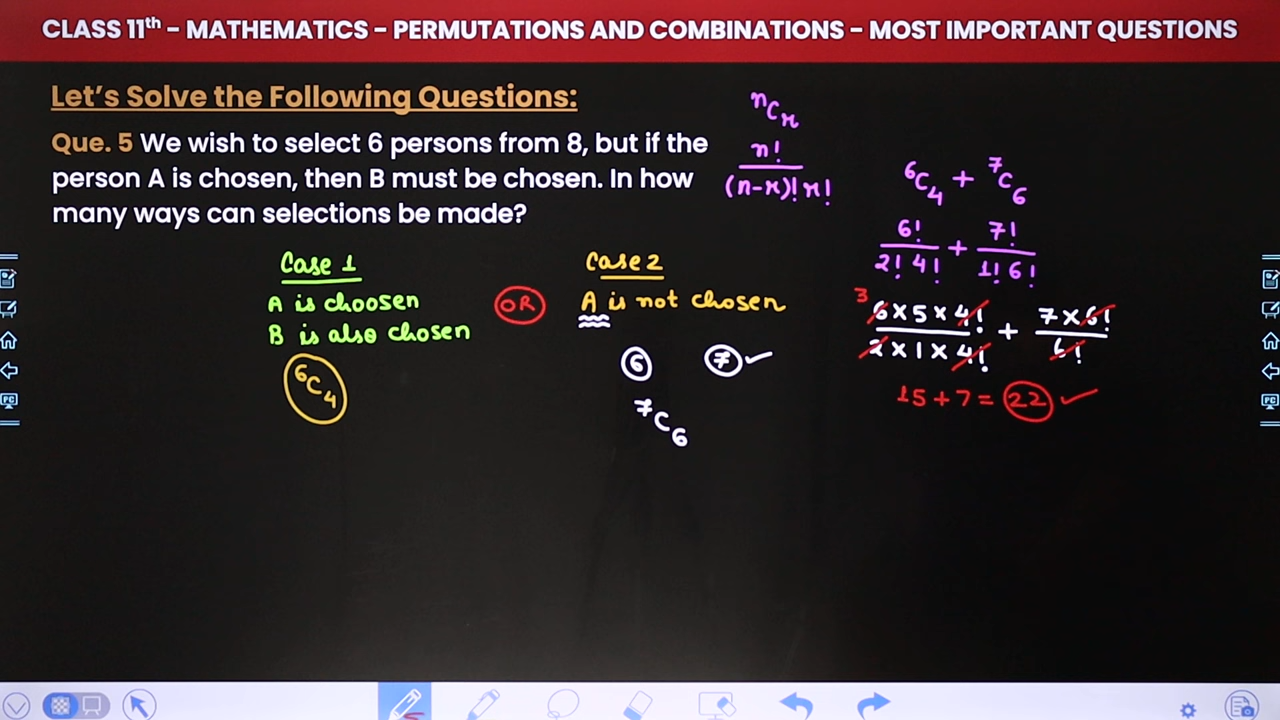 CLASS 11th – MATHEMATICS – PERMUTATIONS AND COMBINATIONS – MOST IMPORTANT QUESTIONS
Let's Solve the Following Questions:
Que. 5 We wish to select 6 persons from 8, but if the
person A is chosen, then B must be chosen. In how
many ways can selections be made?
ⁿCᵣ
n!
(n-r)! r!
Case 1
A is choosen
B is also chosen
⁶C₄
OR
Case 2
A is not chosen
6 7 ✓
⁷C₆
⁶C₄ + ⁷C₆
6! / 2! 4! + 7! / 1! 6!
3
6 × 5 × 4! / 2 × 1 × 4! + 7 × 6! / 6!
15 + 7 = 22 ✓
PC
PC